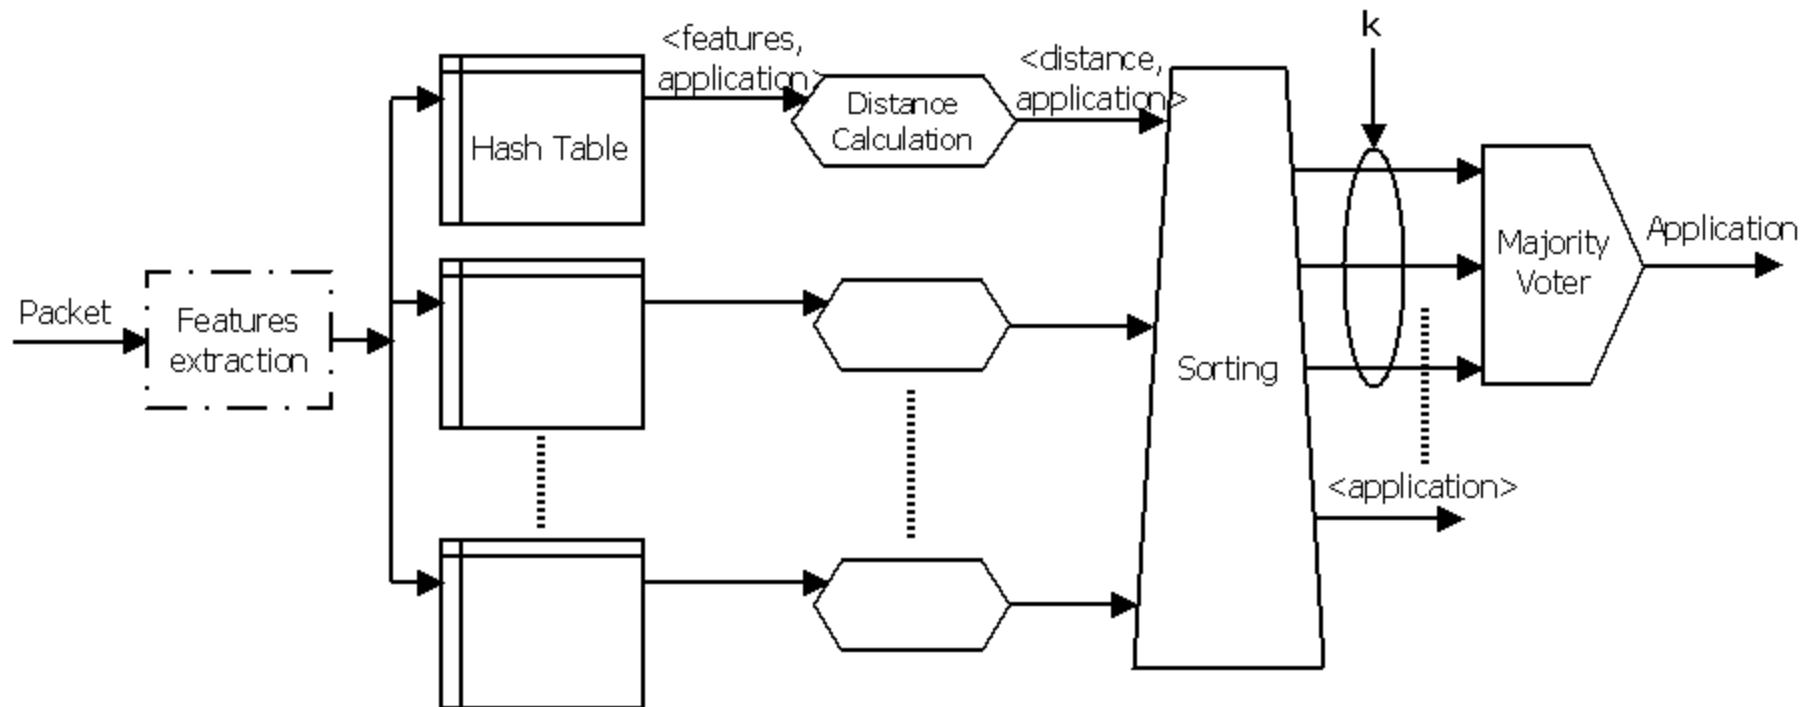 Packet
Features
extraction
Hash Table
<features,
application>
Distance
Calculation
<distance,
application>
Sorting
k
<application>
Majority
Voter
Application